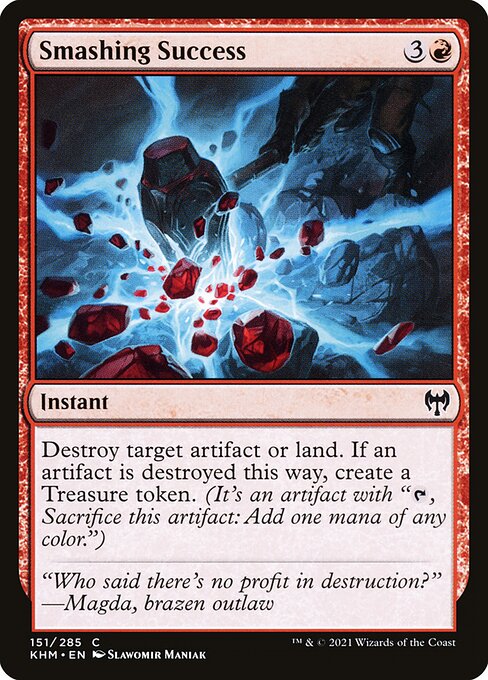 Smashing Success 3
Instant
Destroy target artifact or land. If an
artifact is destroyed this way, create a
Treasure token. (It's an artifact with “,
Sacrifice this artifact: Add one mana of any
color.”)
“Who said there's no profit in destruction?”
—Magda, brazen outlaw
151/285 C
KHM • EN Slawomir Maniak
™ & © 2021 Wizards of the Coast